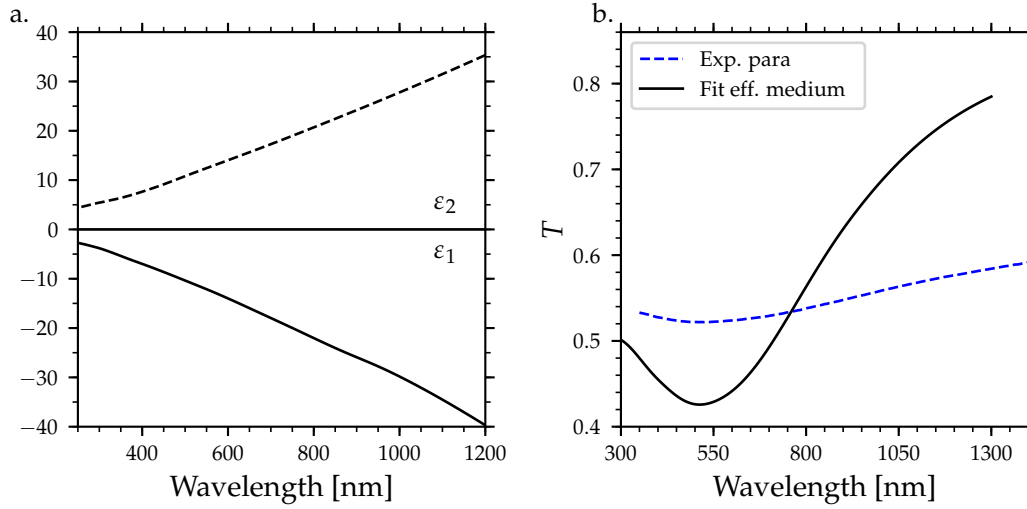 a.
40
30
20
10
0
−10
−20
−30
−40
ε2
ε1
400
600
800
1000
1200
Wavelength [nm]
b.
Exp. para
Fit eff. medium
0.8
0.7
0.6
0.5
0.4
T
300
550
800
1050
1300
Wavelength [nm]